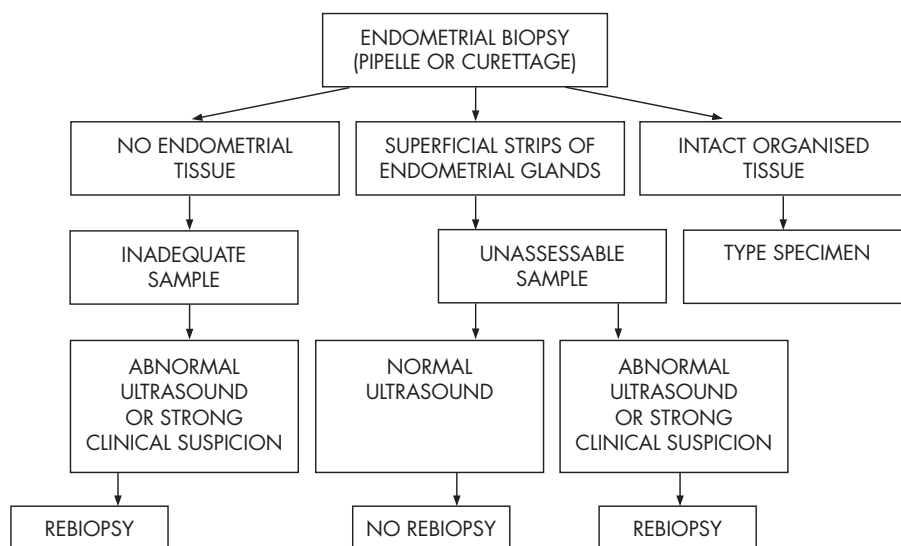 ENDOMETRIAL BIOPSY
(PIPELLE OR CURETTAGE)
NO ENDOMETRIAL
TISSUE
SUPERFICIAL STRIPS OF
ENDOMETRIAL GLANDS
INTACT ORGANISED
TISSUE
INADEQUATE
SAMPLE
UNASSESSABLE
SAMPLE
TYPE SPECIMEN
ABNORMAL
ULTRASOUND
OR STRONG
CLINICAL SUSPICION
NORMAL
ULTRASOUND
ABNORMAL
ULTRASOUND
OR STRONG
CLINICAL SUSPICION
REBIOPSY
NO REBIOPSY
REBIOPSY